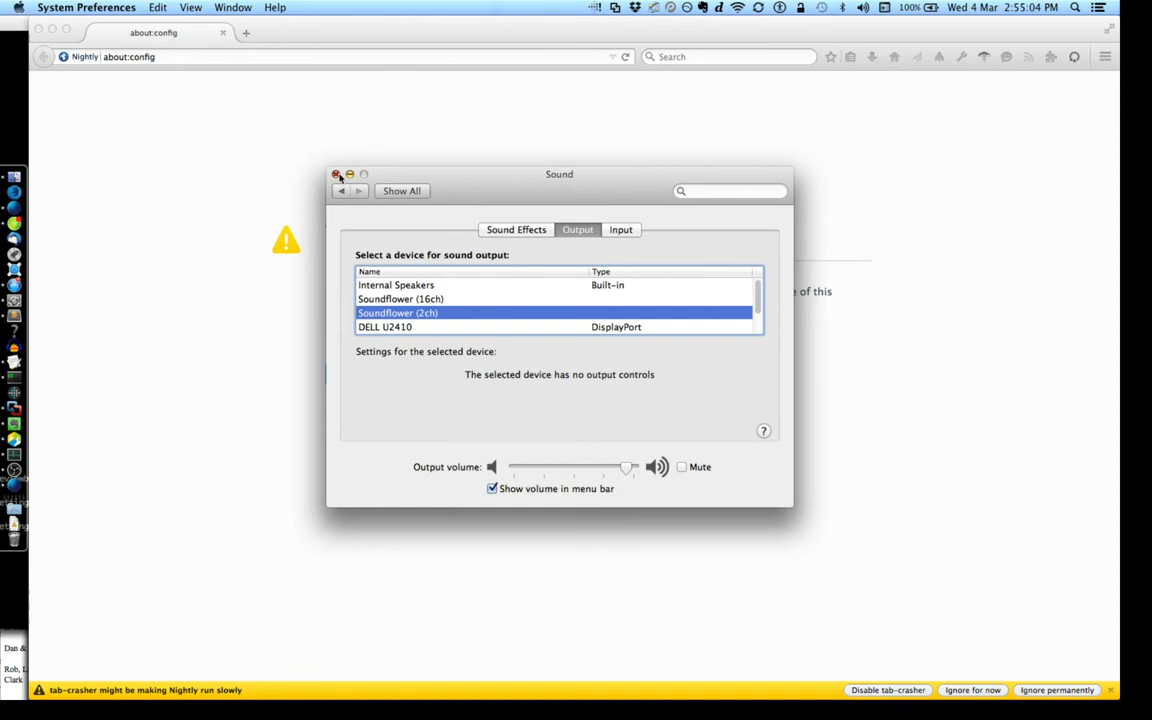 System Preferences Edit View Window Help 100% Wed 4 Mar 2:55:04 PM
about:config
Nightly about:config Search
Sound
Show All
Sound Effects Output Input
Select a device for sound output:
Name Type
Internal Speakers Built-in
Soundflower (16ch)
Soundflower (2ch)
DELL U2410 DisplayPort
e of this
Settings for the selected device:
The selected device has no output controls
?
Output volume: Mute
Show volume in menu bar
Dan &
Rob, L
Clark
tab-crasher might be making Nightly run slowly Disable tab-crasher Ignore for now Ignore permanently